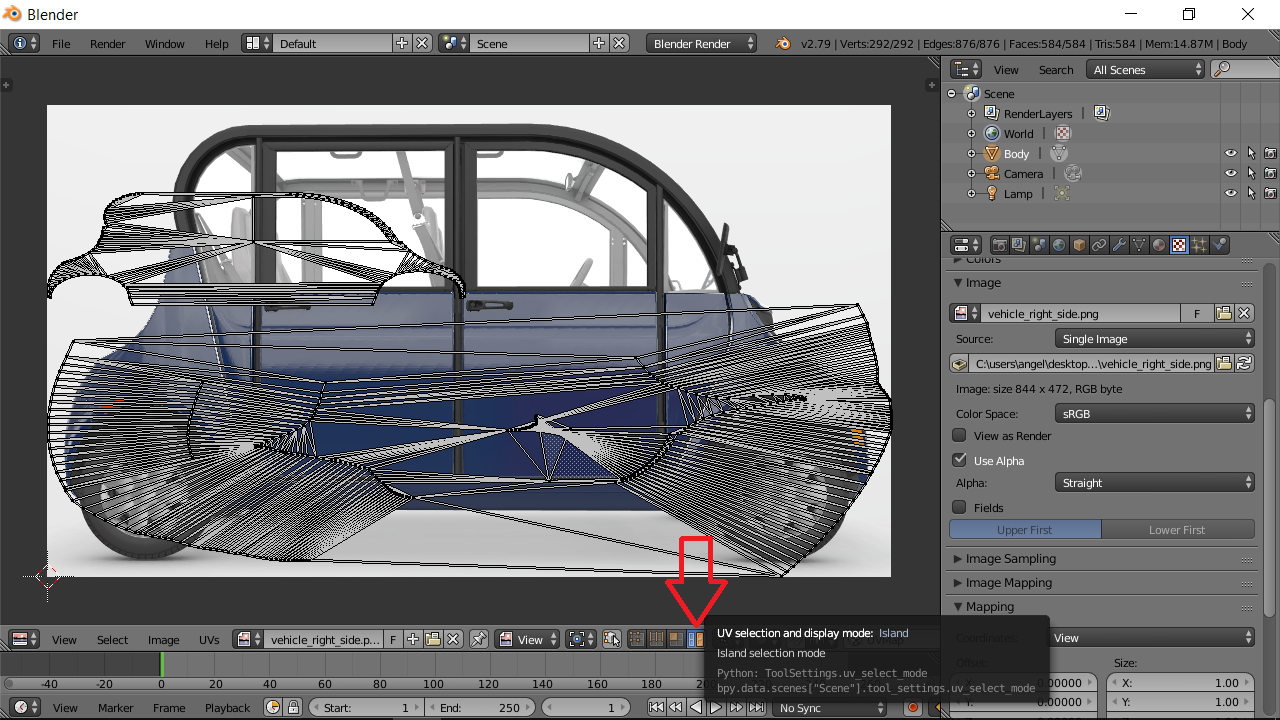 Blender
File Render Window Help Default Scene Blender Render v2.79 | Verts:292/292 | Edges:876/876 | Faces:584/584 | Tris:584 | Mem:14.87M | Body
View Search All Scenes
Scene
RenderLayers
World
Body
Camera
Lamp
Colors
Image
vehicle_right_side.png F
Source: Single Image
C:\users\angel\desktop...\vehicle_right_side.png
Image: size 844 x 472, RGB byte
Color Space: sRGB
View as Render
Use Alpha
Alpha: Straight
Fields
Upper First Lower First
Image Sampling
Image Mapping
Mapping
Coordinates: View
Offset: Size:
X: 0.00000 X: 1.00
Y: 0.00000 Y: 1.00
View Select Image UVs vehicle_right_side.p... F View
UV selection and display mode: Island
Island selection mode
Python: ToolSettings.uv_select_mode
bpy.data.scenes["Scene"].tool_settings.uv_select_mode
-40 -20 0 20 40 60 80 100 120 140 160 180 200 220 240 260
View Marker Frame Playback Start: 1 End: 250 1 No Sync